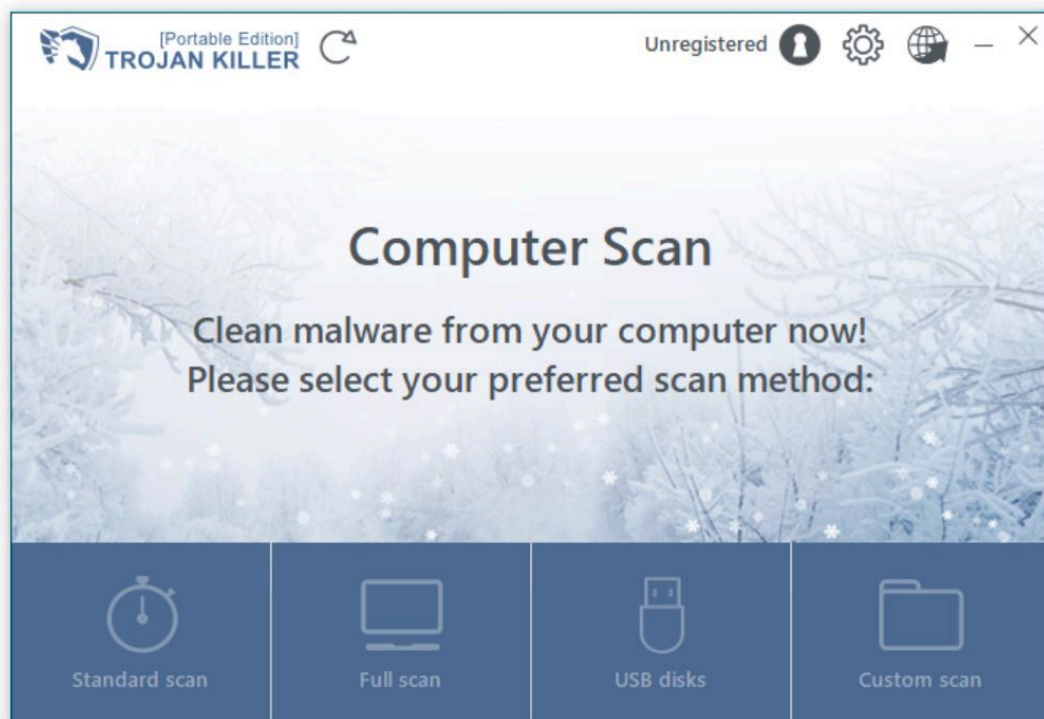 [Portable Edition]
TROJAN KILLER
Unregistered
Computer Scan
Clean malware from your computer now!
Please select your preferred scan method:
Standard scan
Full scan
USB disks
Custom scan